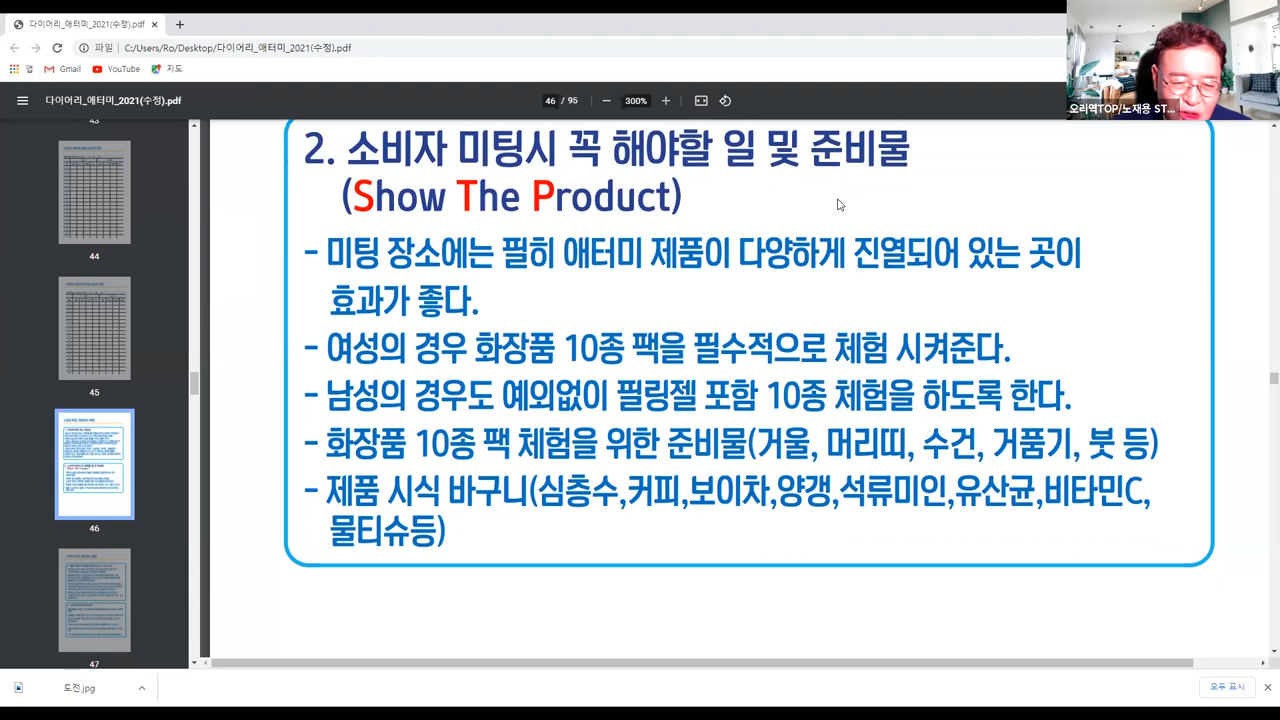 다이어리_애터미_2021(수정).pdf
파일
C:/Users/Ro/Desktop/다이어리_애터미_2021(수정).pdf
앱
Gmail
YouTube
지도
다이어리_애터미_2021(수정).pdf
46 / 95
300%
오리역TOP/노재용 ST...
43
44
45
46
47
2. 소비자 미팅시 꼭 해야할 일 및 준비물
(Show The Product)
- 미팅 장소에는 필히 애터미 제품이 다양하게 진열되어 있는 곳이
효과가 좋다.
- 여성의 경우 화장품 10종 팩을 필수적으로 체험 시켜준다.
- 남성의 경우도 예외없이 필링젤 포함 10종 체험을 하도록 한다.
- 화장품 10종 팩 체험을 위한 준비물(거울, 머리띠, 수건, 거품기, 붓 등)
- 제품 시식 바구니(심층수,커피,보이차,양갱,석류미인,유산균,비타민C,
물티슈등)
도전.jpg
모두 표시